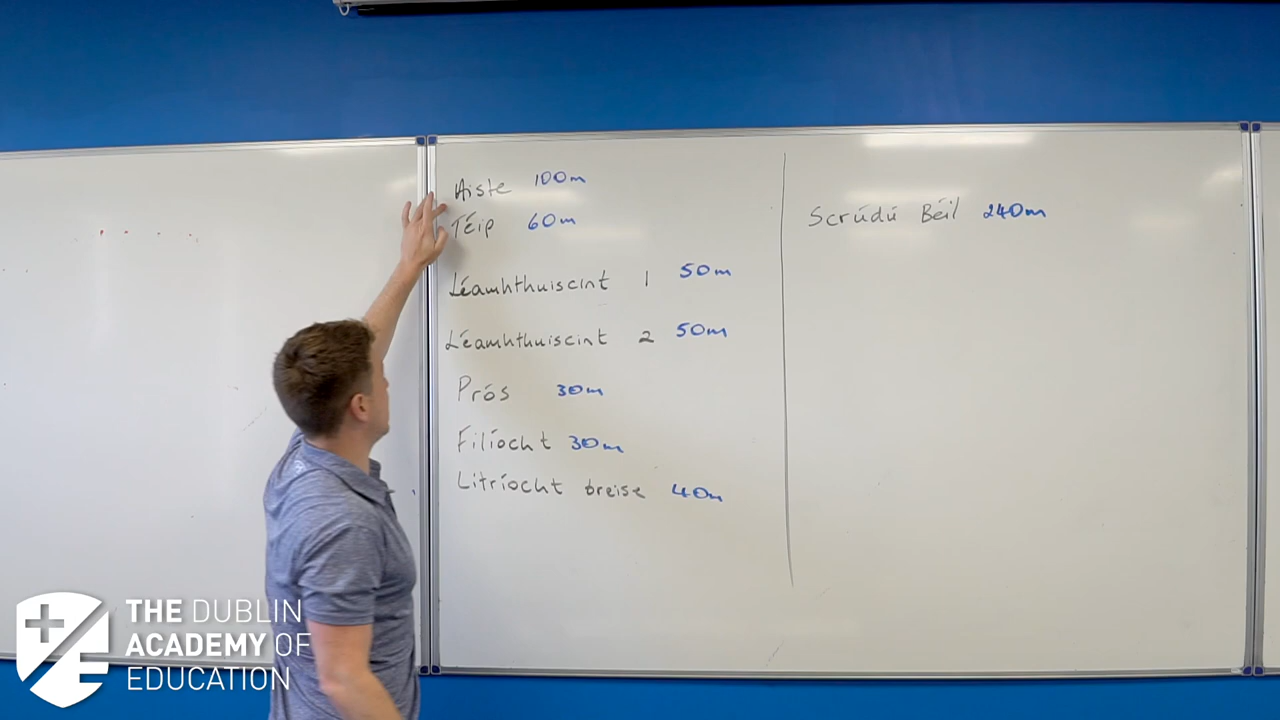 Aiste 100m
Téip 60m
Léamhthuiscint 1 50m
Léamhthuiscint 2 50m
Prós 30m
Filíocht 30m
Litríocht breise 40m
Scrúdú Béil 240m
THE DUBLIN
ACADEMY OF
EDUCATION